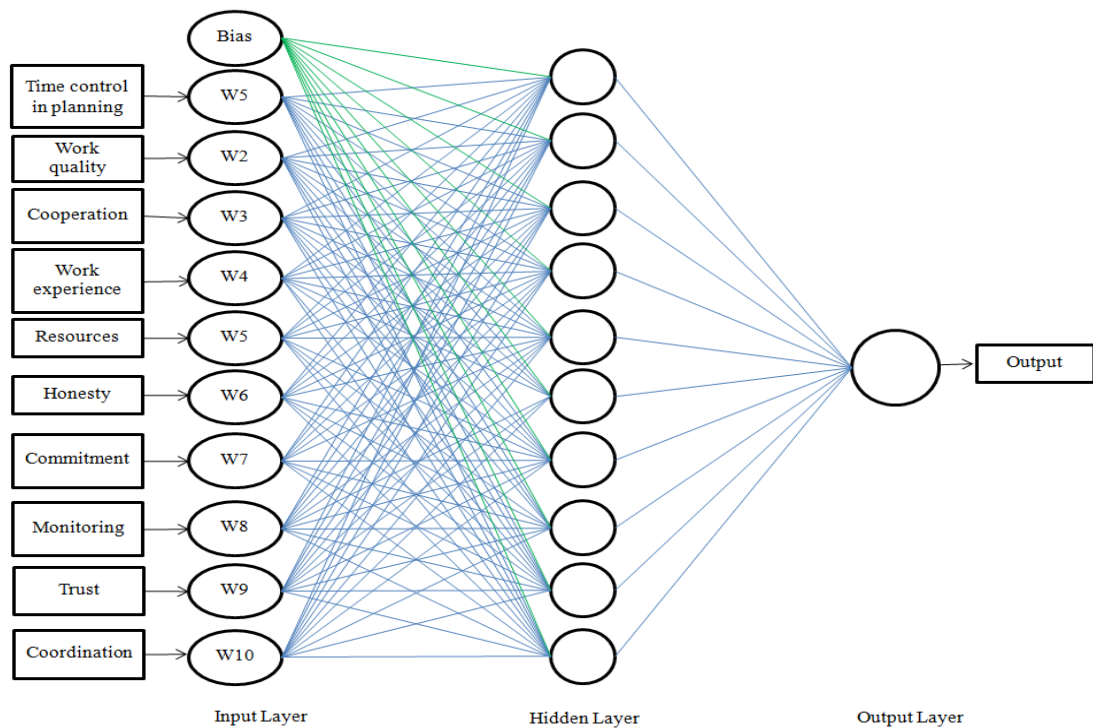 Bias
Time control
in planning
W5
Work
quality
W2
Cooperation
W3
Work
experience
W4
Resources
W5
Honesty
W6
Commitment
W7
Monitoring
W8
Trust
W9
Coordination
W10
Output
Input Layer
Hidden Layer
Output Layer